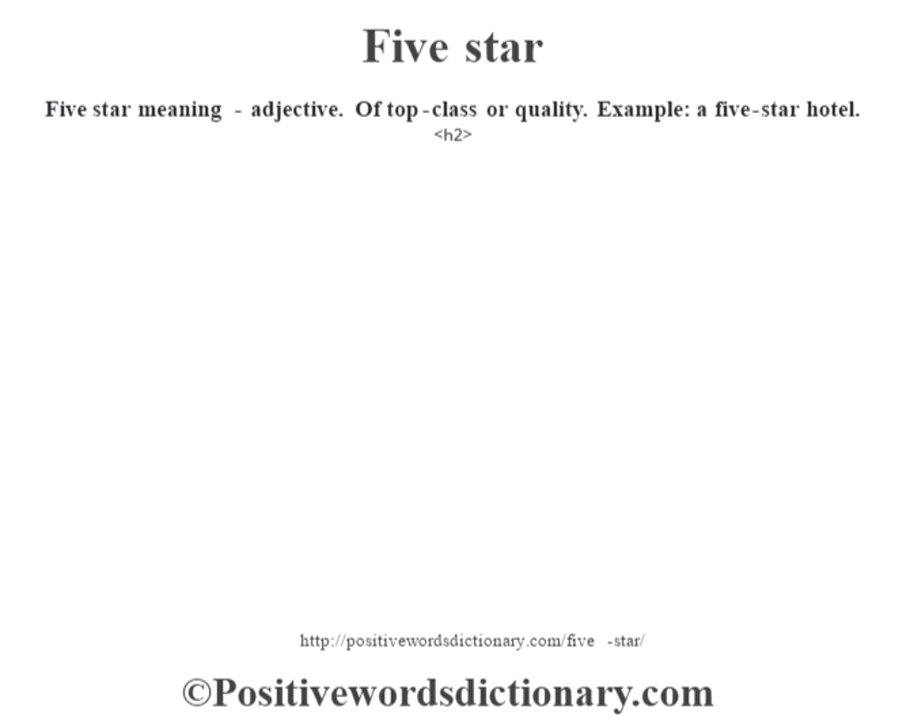 Five star
Five star meaning - adjective. Of top-class or quality. Example: a five-star hotel.
<h2>
http://positivewordsdictionary.com/five -star/
©Positivewordsdictionary.com